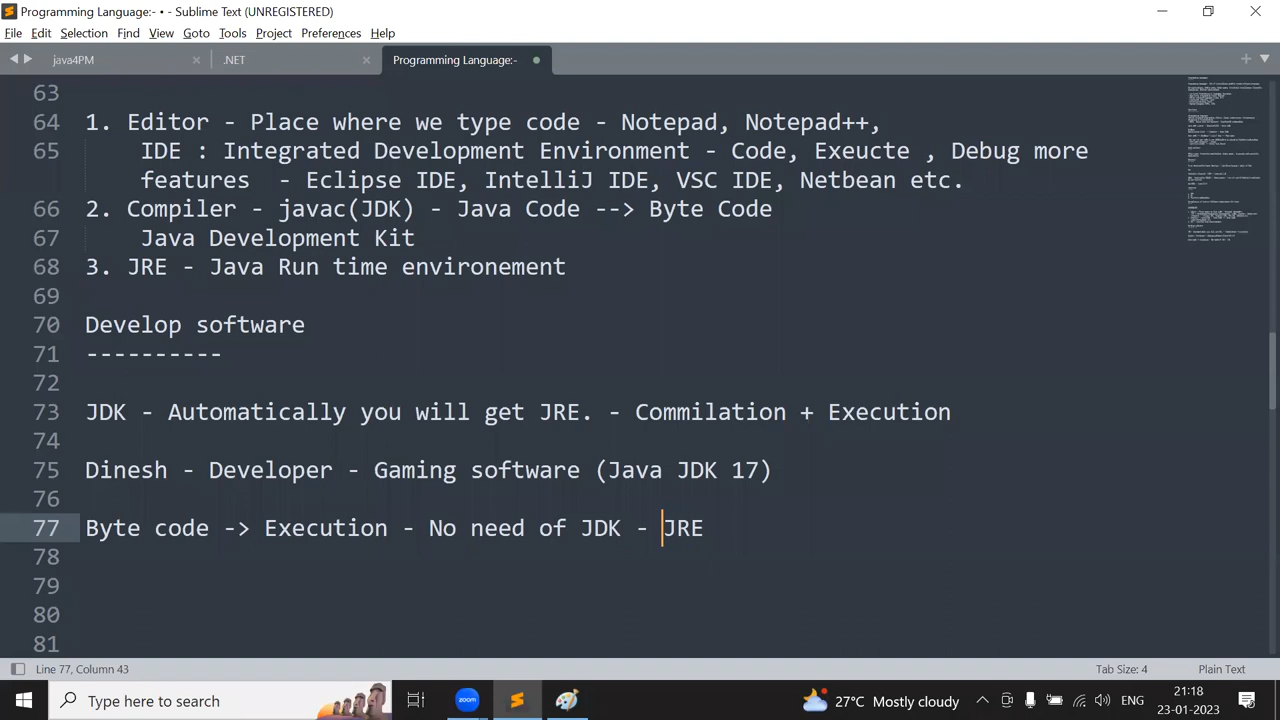 Programming Language:- • - Sublime Text (UNREGISTERED)
File Edit Selection Find View Goto Tools Project Preferences Help
java4PM × .NET × Programming Language:-
63
64 1. Editor - Place where we type code - Notepad, Notepad++,
65 IDE : Integrated Development Environment - Code, Exeucte , Debug more
features - Eclipse IDE, IntelliJ IDE, VSC IDE, Netbean etc.
66 2. Compiler - javac(JDK) - Java Code --> Byte Code
67 Java Development Kit
68 3. JRE - Java Run time environement
69
70 Develop software
71 ----------
72
73 JDK - Automatically you will get JRE. - Commilation + Execution
74
75 Dinesh - Developer - Gaming software (Java JDK 17)
76
77 Byte code -> Execution - No need of JDK - JRE
78
79
80
81
Line 77, Column 43 Tab Size: 4 Plain Text
Type here to search zoom 27°C Mostly cloudy ENG 21:18
23-01-2023